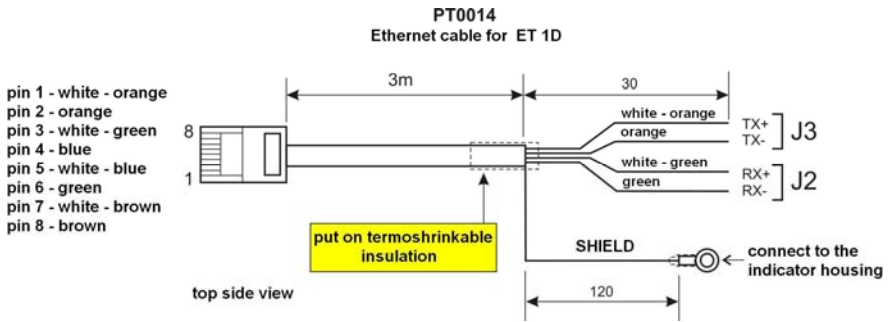 PT0014
Ethernet cable for ET 1D
pin 1 - white - orange
pin 2 - orange
pin 3 - white - green
pin 4 - blue
pin 5 - white - blue
pin 6 - green
pin 7 - white - brown
pin 8 - brown
8
1
3m
30
white - orange
TX+
orange
TX-
J3
white - green
RX+
green
RX-
J2
put on termoshrinkable
insulation
SHIELD
connect to the
indicator housing
120
top side view